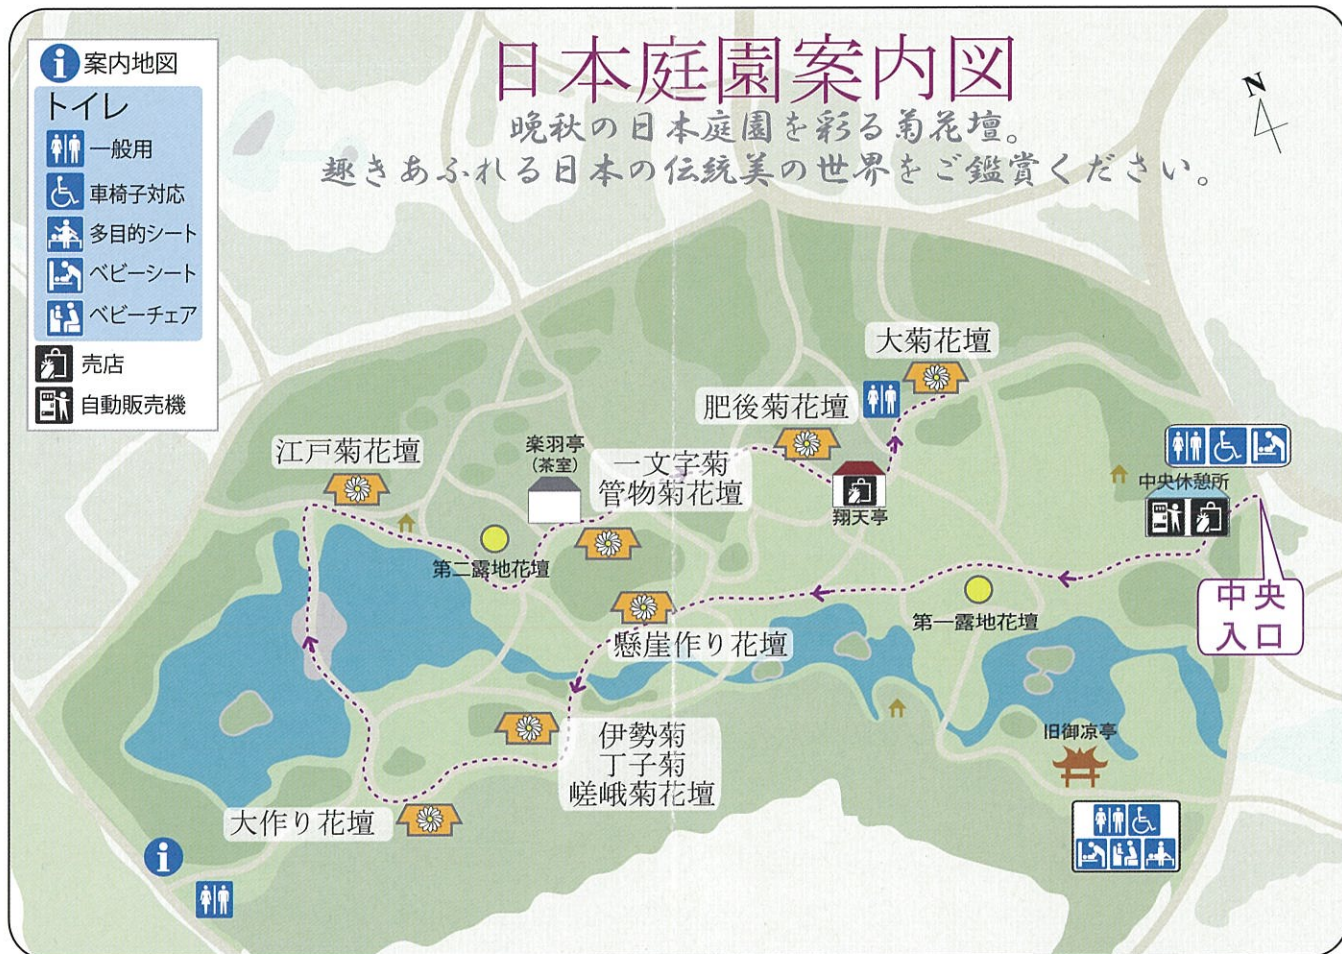 日本庭園案内図
晩秋の日本庭園を彩る菊花壇。
趣きあふれる日本の伝統美の世界をご鑑賞ください。
N
i 案内地図
トイレ
一般用
車椅子対応
多目的シート
ベビーシート
ベビーチェア
売店
自動販売機
大菊花壇
肥後菊花壇
江戸菊花壇
楽羽亭
(茶室)
一文字菊
管物菊花壇
翔天亭
中央休憩所
第二露地花壇
中央
入口
第一露地花壇
懸崖作り花壇
伊勢菊
丁子菊
嵯峨菊花壇
旧御凉亭
大作り花壇
i